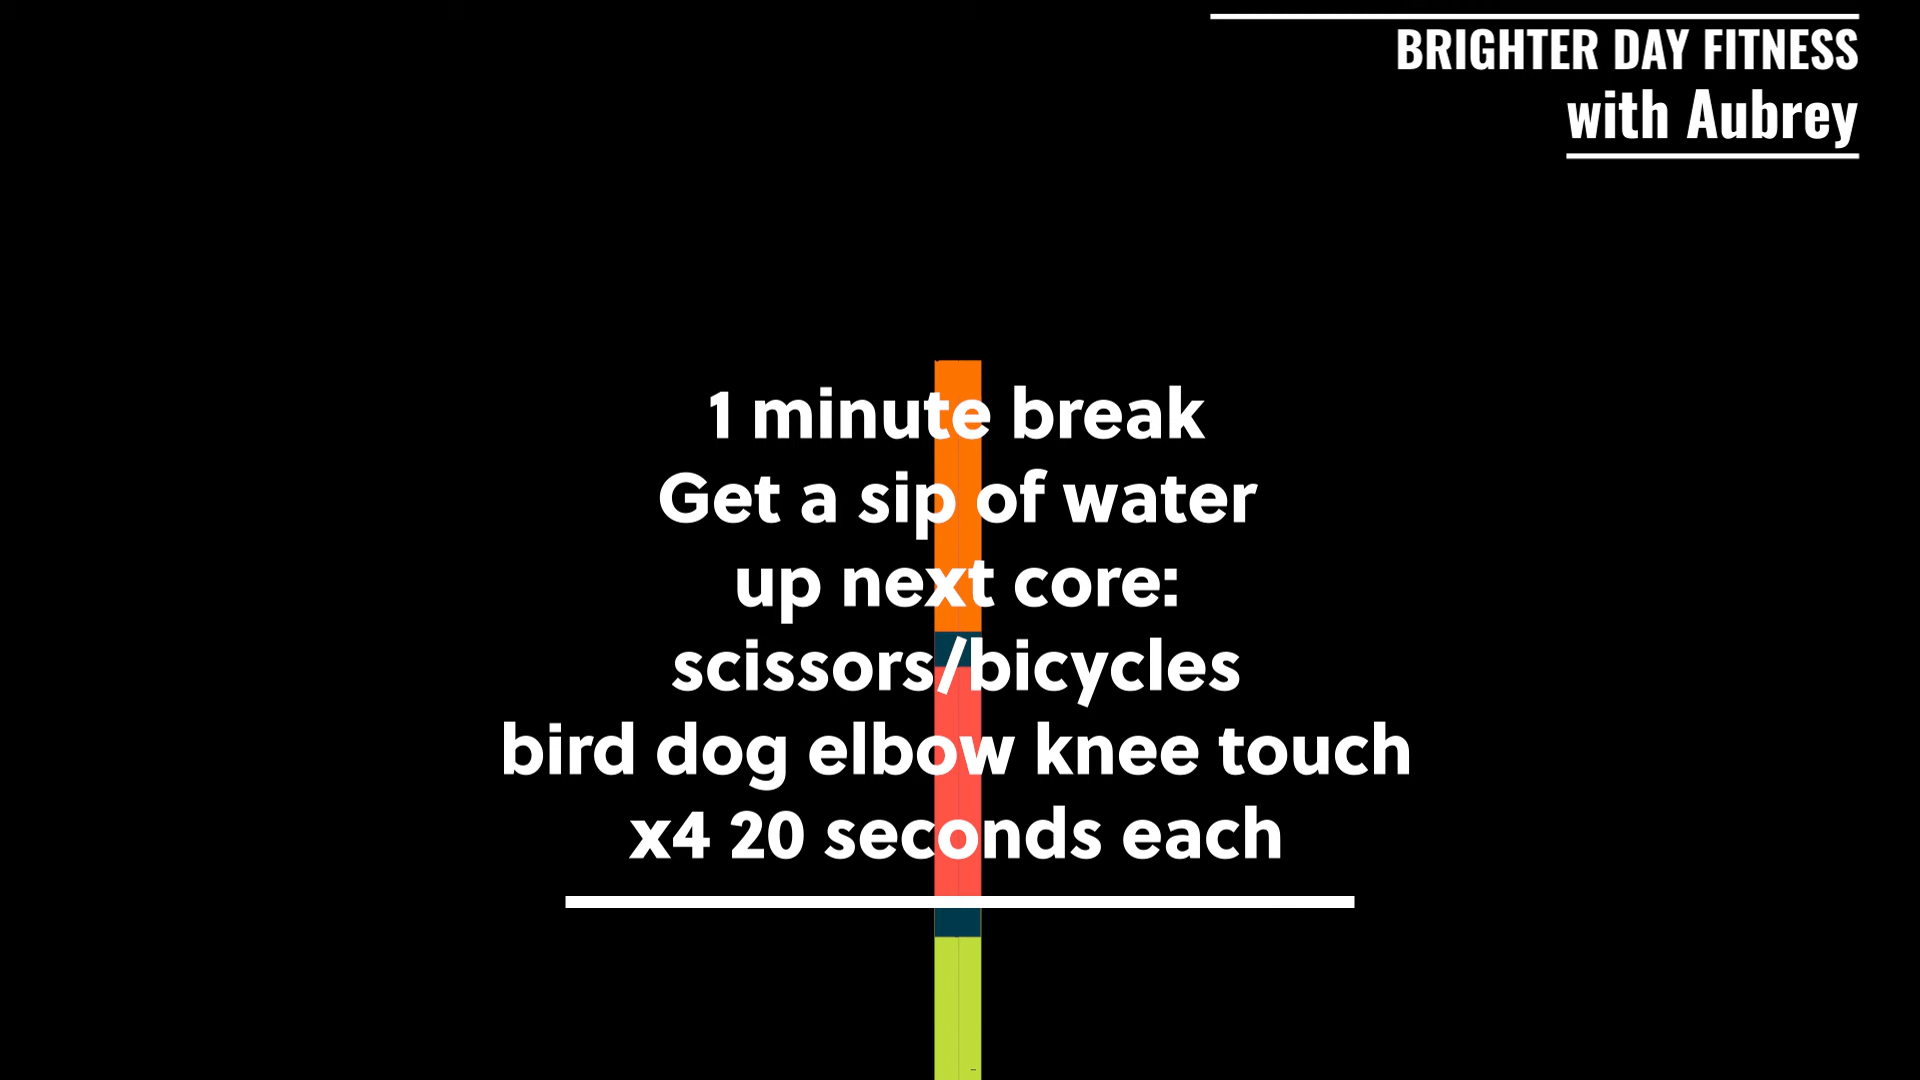 BRIGHTER DAY FITNESS
with Aubrey
1 minute break
Get a sip of water
up next core:
scissors/bicycles
bird dog elbow knee touch
x4 20 seconds each